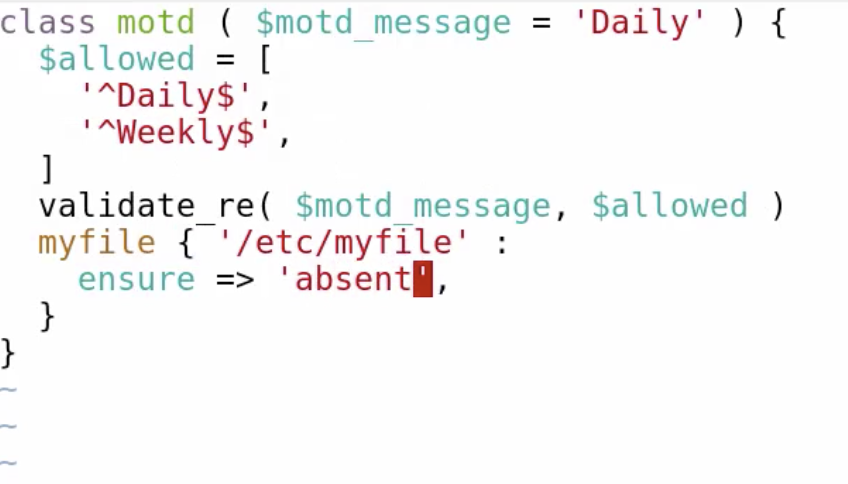 class motd ( $motd_message = 'Daily' ) {
  $allowed = [
    '^Daily$',
    '^Weekly$',
  ]
  validate_re( $motd_message, $allowed )
  myfile { '/etc/myfile' :
    ensure => 'absent',
  }
}
~
~
~